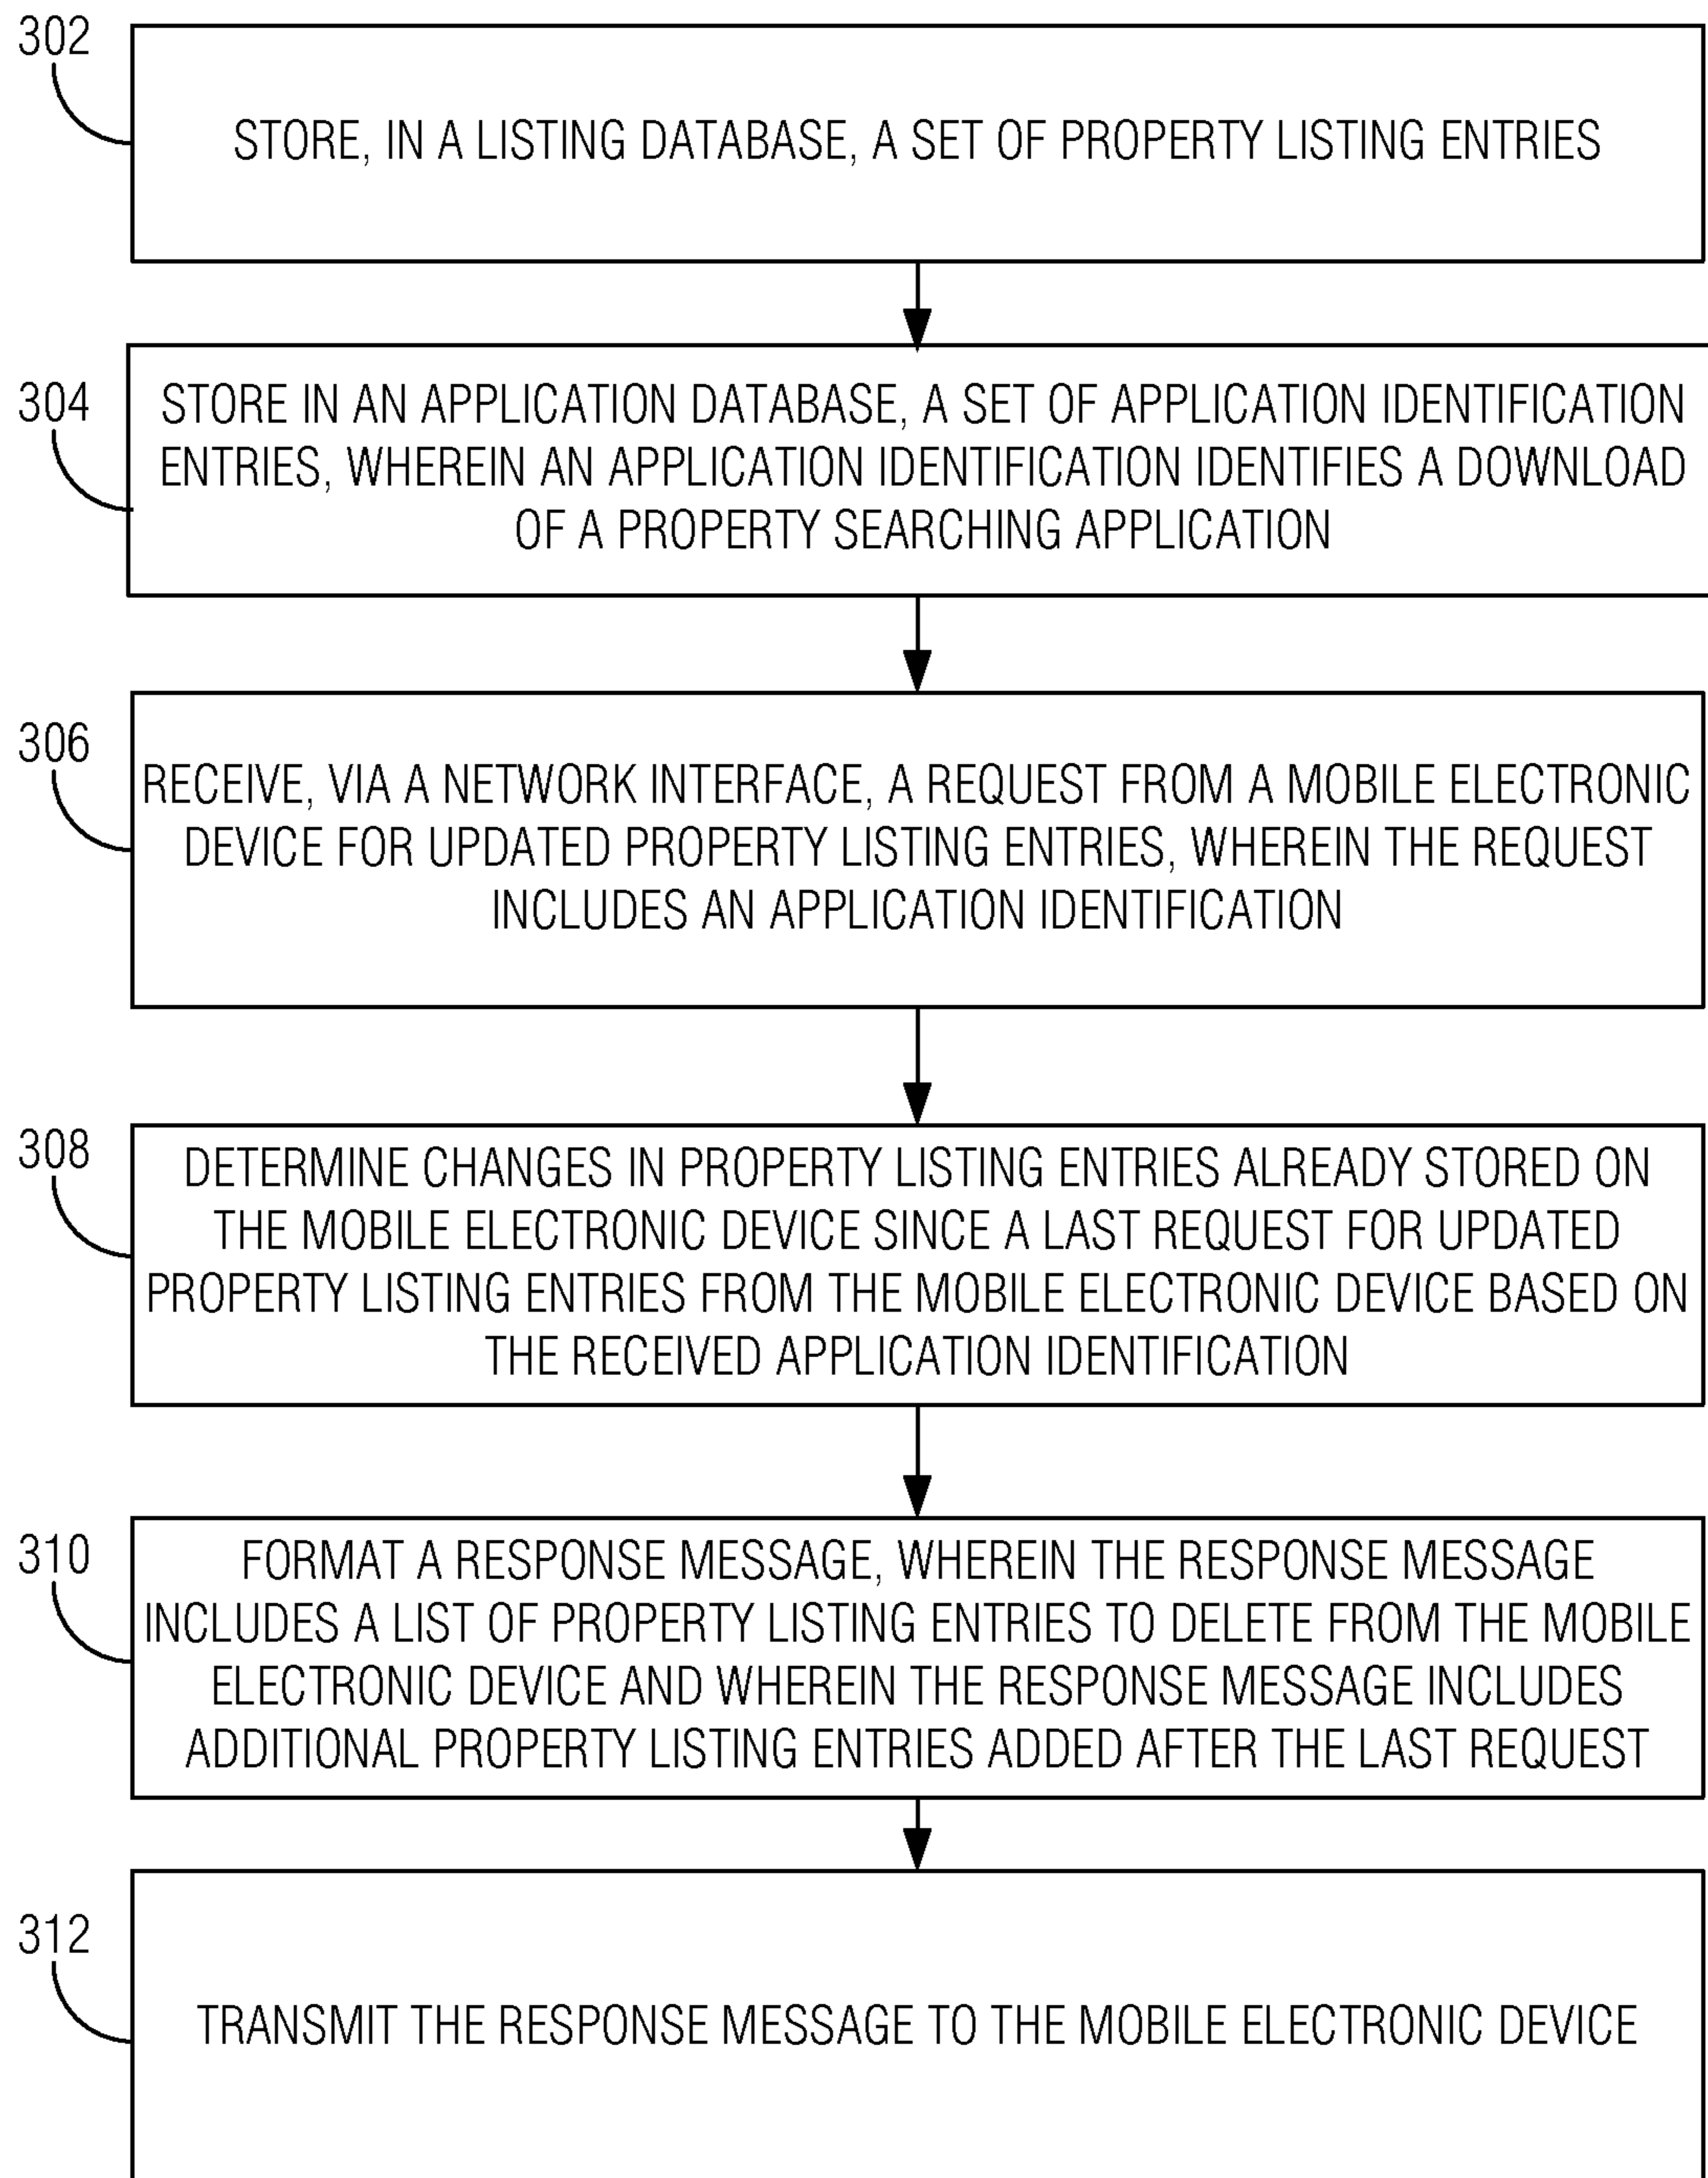 302
STORE, IN A LISTING DATABASE, A SET OF PROPERTY LISTING ENTRIES
304
STORE IN AN APPLICATION DATABASE, A SET OF APPLICATION IDENTIFICATION
ENTRIES, WHEREIN AN APPLICATION IDENTIFICATION IDENTIFIES A DOWNLOAD
OF A PROPERTY SEARCHING APPLICATION
306
RECEIVE, VIA A NETWORK INTERFACE, A REQUEST FROM A MOBILE ELECTRONIC
DEVICE FOR UPDATED PROPERTY LISTING ENTRIES, WHEREIN THE REQUEST
INCLUDES AN APPLICATION IDENTIFICATION
308
DETERMINE CHANGES IN PROPERTY LISTING ENTRIES ALREADY STORED ON
THE MOBILE ELECTRONIC DEVICE SINCE A LAST REQUEST FOR UPDATED
PROPERTY LISTING ENTRIES FROM THE MOBILE ELECTRONIC DEVICE BASED ON
THE RECEIVED APPLICATION IDENTIFICATION
310
FORMAT A RESPONSE MESSAGE, WHEREIN THE RESPONSE MESSAGE
INCLUDES A LIST OF PROPERTY LISTING ENTRIES TO DELETE FROM THE MOBILE
ELECTRONIC DEVICE AND WHEREIN THE RESPONSE MESSAGE INCLUDES
ADDITIONAL PROPERTY LISTING ENTRIES ADDED AFTER THE LAST REQUEST
312
TRANSMIT THE RESPONSE MESSAGE TO THE MOBILE ELECTRONIC DEVICE